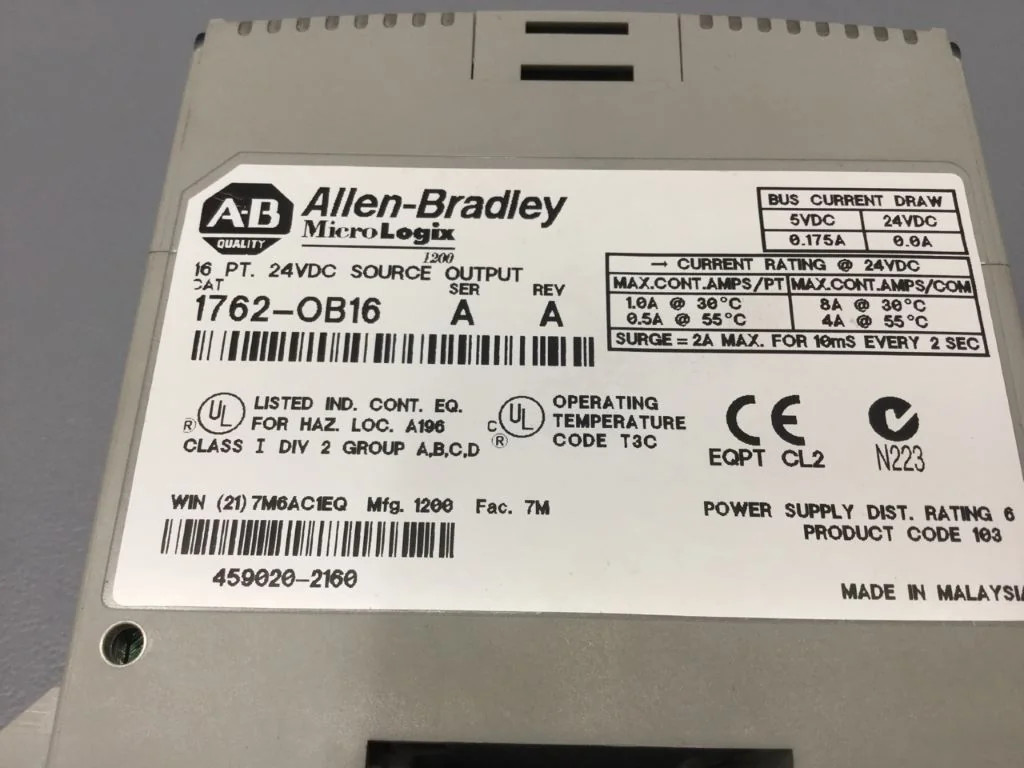 A-B
QUALITY
Allen-Bradley
MicroLogix
1200
16 PT. 24VDC SOURCE OUTPUT
CAT
SER
REV
1762-OB16
A
A
BUS CURRENT DRAW
5VDC 24VDC
0.175A 0.0A
→ CURRENT RATING @ 24VDC
MAX.CONT.AMPS/PT MAX.CONT.AMPS/COM
1.0A @ 30°C 8A @ 30°C
0.5A @ 55°C 4A @ 55°C
SURGE = 2A MAX. FOR 10mS EVERY 2 SEC
UL ®
LISTED IND. CONT. EQ.
FOR HAZ. LOC. A196
CLASS I DIV 2 GROUP A,B,C,D
C UL ®
OPERATING
TEMPERATURE
CODE T3C
CE
EQPT CL2
N223
WIN (21) 7M6AC1EQ Mfg. 1200 Fac. 7M
459020-2160
POWER SUPPLY DIST. RATING 6
PRODUCT CODE 103
MADE IN MALAYSIA